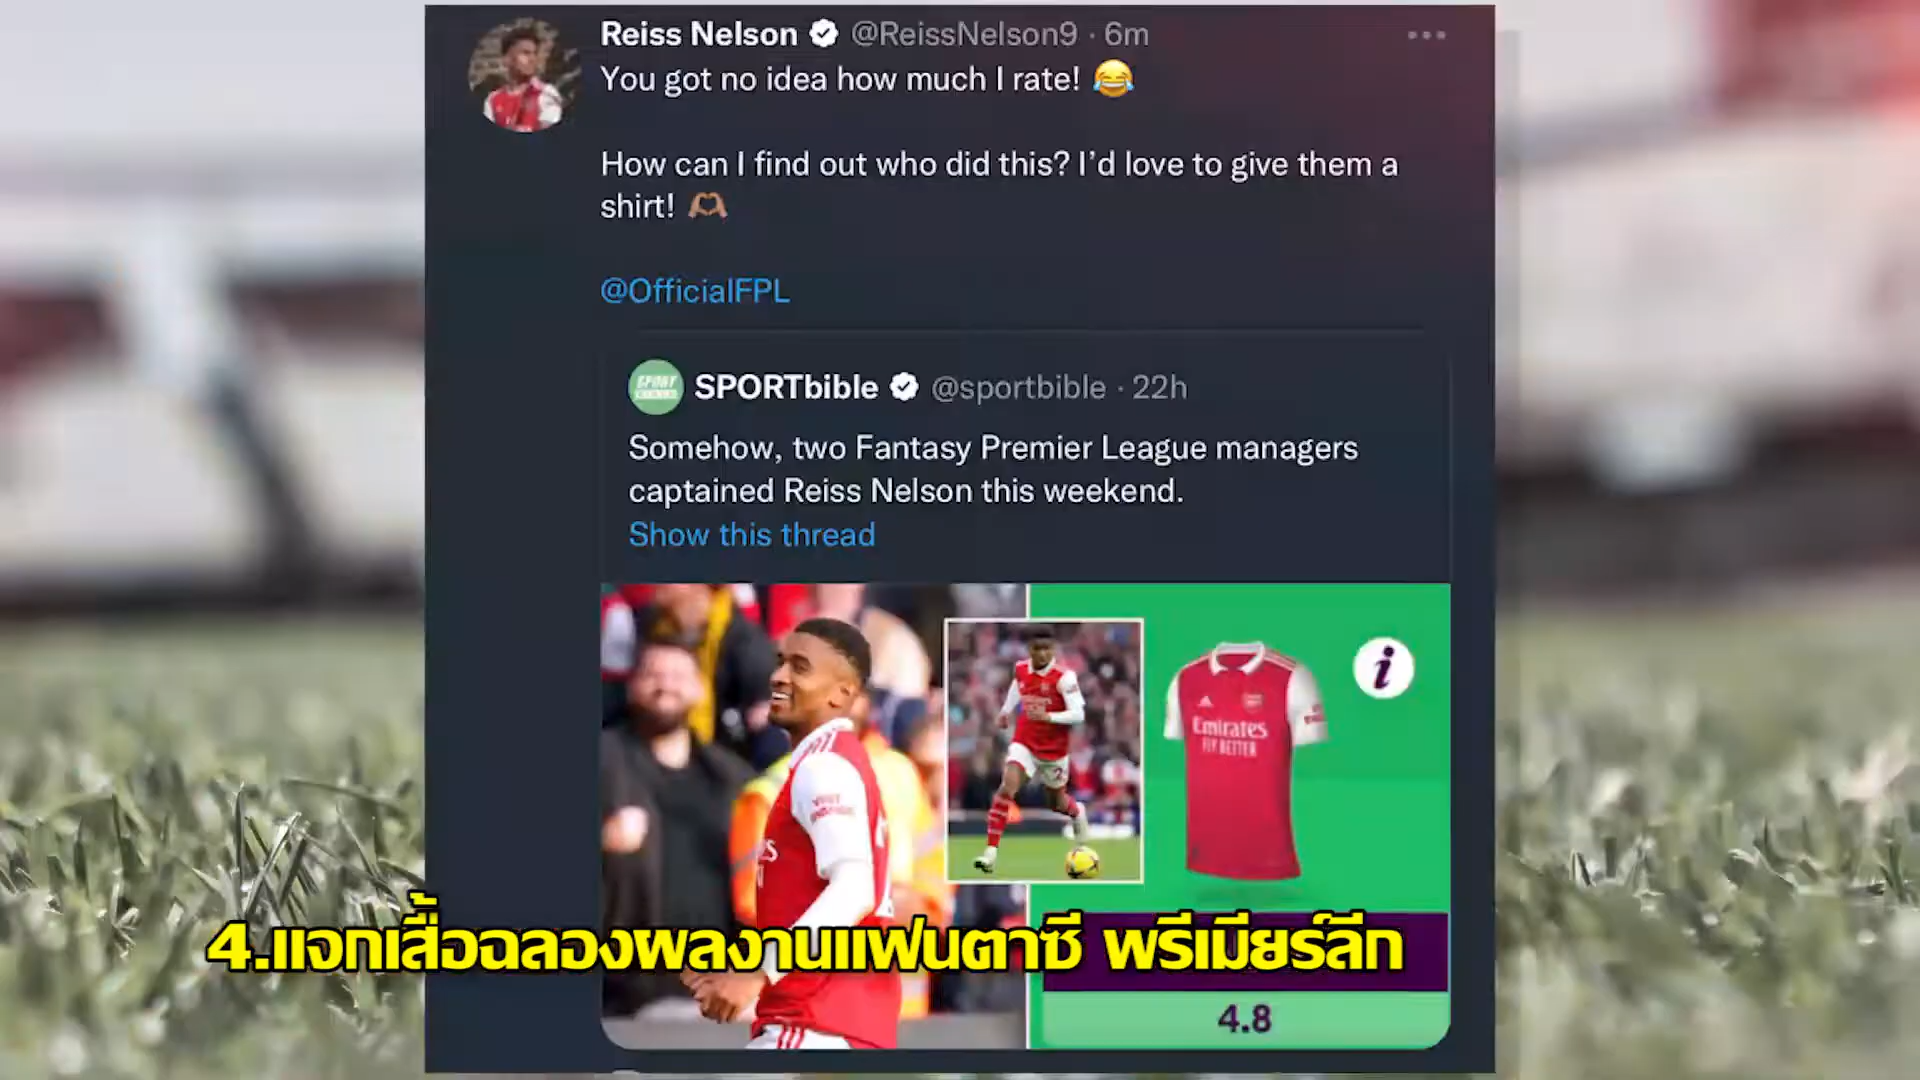 Reiss Nelson @ReissNelson9 · 6m
You got no idea how much I rate! 😂
How can I find out who did this? I'd love to give them a
shirt! 🫶🏽
@OfficialFPL
SPORTbible @sportbible · 22h
Somehow, two Fantasy Premier League managers
captained Reiss Nelson this weekend.
Show this thread
Emirates
FLY BETTER
i
4.แจกเสื้อฉลองผลงานแฟนตาซี พรีเมียร์ลีก
4.8